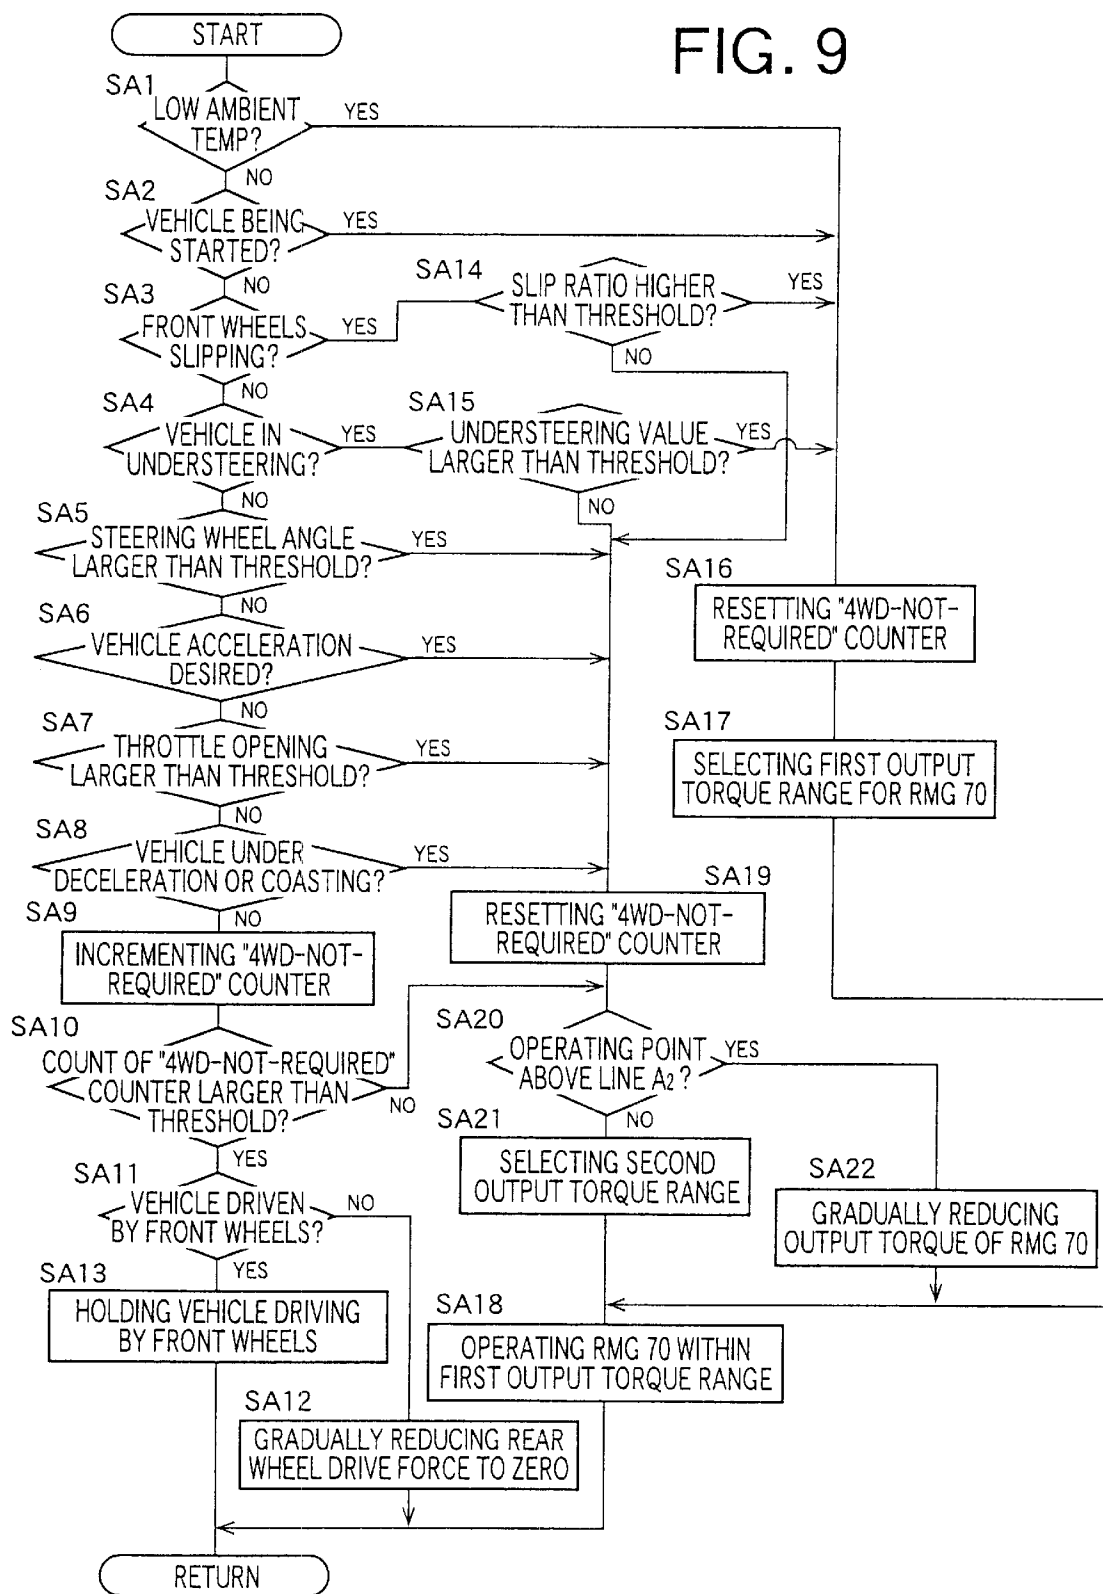 FIG. 9
START
SA1
LOW AMBIENT
TEMP?
YES
NO
SA2
VEHICLE BEING
STARTED?
YES
NO
SA3
FRONT WHEELS
SLIPPING?
YES
NO
SA14
SLIP RATIO HIGHER
THAN THRESHOLD?
YES
NO
SA4
VEHICLE IN
UNDERSTEERING?
YES
NO
SA15
UNDERSTEERING VALUE
LARGER THAN THRESHOLD?
YES
NO
SA5
STEERING WHEEL ANGLE
LARGER THAN THRESHOLD?
YES
NO
SA6
VEHICLE ACCELERATION
DESIRED?
YES
NO
SA7
THROTTLE OPENING
LARGER THAN THRESHOLD?
YES
NO
SA8
VEHICLE UNDER
DECELERATION OR COASTING?
YES
NO
SA9
INCREMENTING "4WD-NOT-
REQUIRED" COUNTER
SA10
COUNT OF "4WD-NOT-REQUIRED"
COUNTER LARGER THAN
THRESHOLD?
NO
YES
SA11
VEHICLE DRIVEN
BY FRONT WHEELS?
NO
YES
SA13
HOLDING VEHICLE DRIVING
BY FRONT WHEELS
SA12
GRADUALLY REDUCING REAR
WHEEL DRIVE FORCE TO ZERO
SA16
RESETTING "4WD-NOT-
REQUIRED" COUNTER
SA17
SELECTING FIRST OUTPUT
TORQUE RANGE FOR RMG 70
SA19
RESETTING "4WD-NOT-
REQUIRED" COUNTER
SA20
OPERATING POINT
ABOVE LINE A2?
YES
NO
SA21
SELECTING SECOND
OUTPUT TORQUE RANGE
SA22
GRADUALLY REDUCING
OUTPUT TORQUE OF RMG 70
SA18
OPERATING RMG 70 WITHIN
FIRST OUTPUT TORQUE RANGE
RETURN